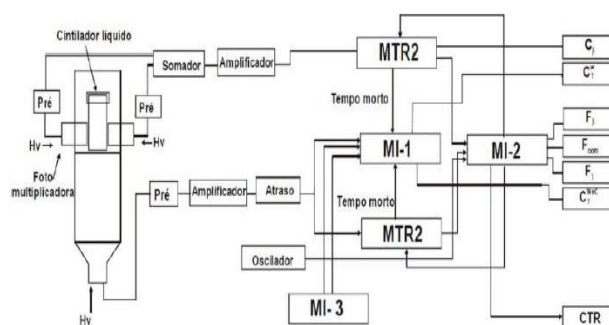 Cintilador líquido
Somador
Amplificador
Pré
Pré
Hv
Hv
Foto
multiplicadora
Hv
Pré
Amplificador
Atraso
Oscilador
MI- 3
MTR2
Tempo morto
MI-1
Tempo morto
MTR2
MI-2
F com
CTR